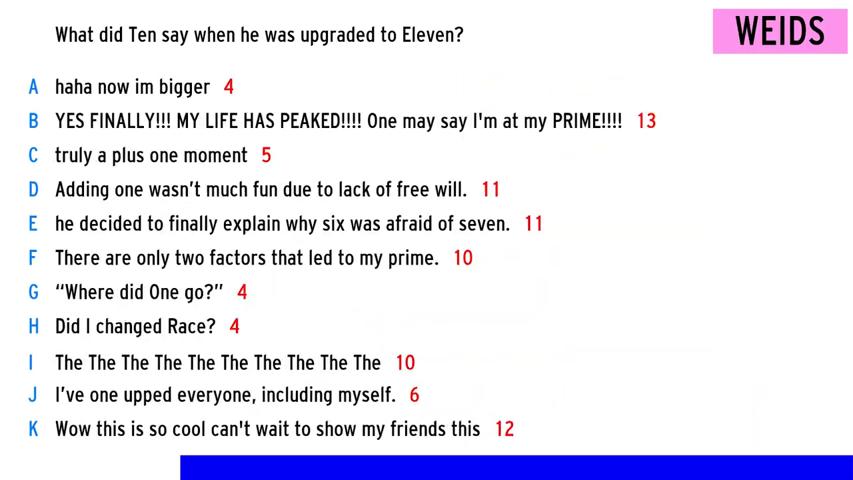 What did Ten say when he was upgraded to Eleven?
WEIDS
A haha now im bigger 4
B YES FINALLY!!! MY LIFE HAS PEAKED!!!! One may say I'm at my PRIME!!!! 13
C truly a plus one moment 5
D Adding one wasn't much fun due to lack of free will. 11
E he decided to finally explain why six was afraid of seven. 11
F There are only two factors that led to my prime. 10
G “Where did One go?” 4
H Did I changed Race? 4
I The The The The The The The The The The 10
J I've one upped everyone, including myself. 6
K Wow this is so cool can't wait to show my friends this 12